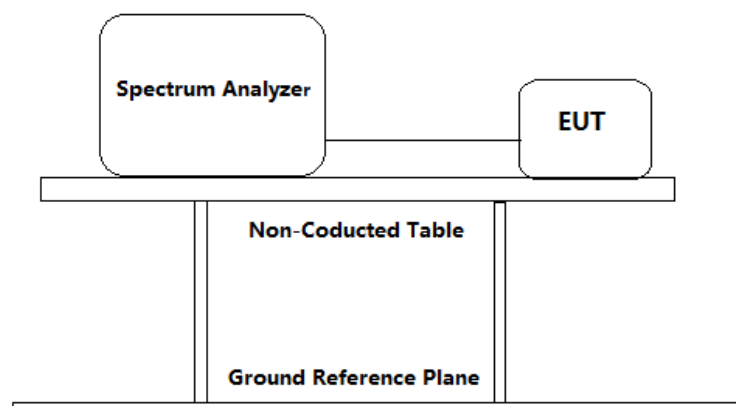 Spectrum Analyzer
EUT
Non-Coducted Table
Ground Reference Plane